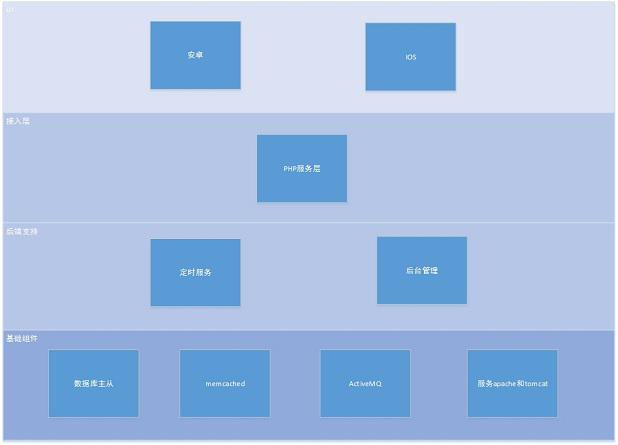 UI
安卓
IOS
接入层
PHP服务层
后端支持
定时服务
后台管理
基础组件
数据库主从
memcached
ActiveMQ
服务apache和tomcat